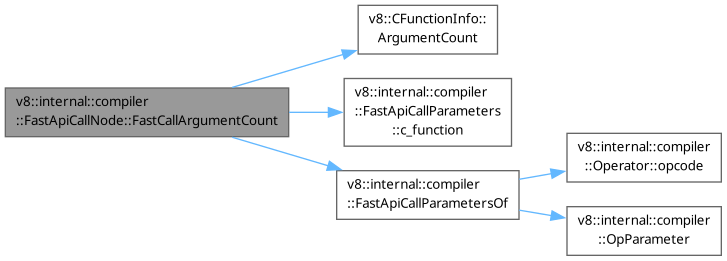 v8::CFunctionInfo::
ArgumentCount
v8::internal::compiler
::FastApiCallNode::FastCallArgumentCount
v8::internal::compiler
::FastApiCallParameters
::c_function
v8::internal::compiler
::FastApiCallParametersOf
v8::internal::compiler
::Operator::opcode
v8::internal::compiler
::OpParameter